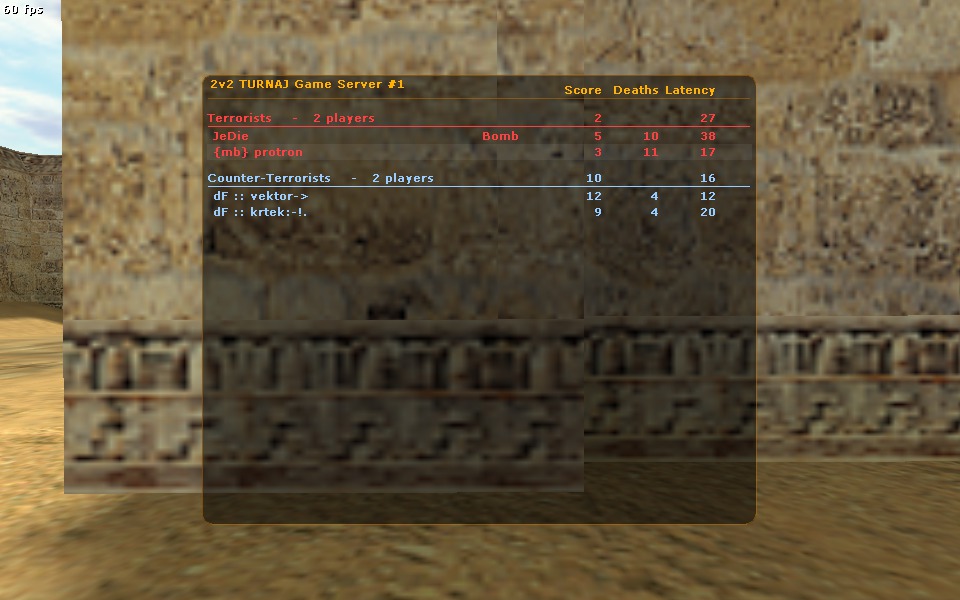 60 fps
2v2 TURNAJ Game Server #1
Score Deaths Latency
Terrorists - 2 players 2 27
JeDie Bomb 5 10 38
{mb} protron 3 11 17
Counter-Terrorists - 2 players 10 16
dF :: vektor-> 12 4 12
dF :: krtek:-!. 9 4 20